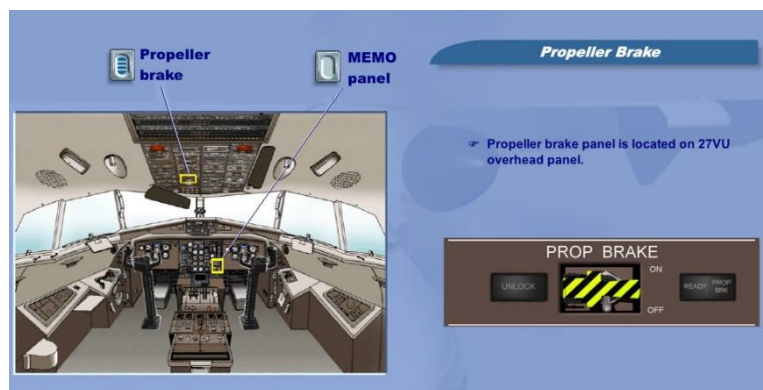 Propeller
brake
MEMO
panel
Propeller Brake
☞ Propeller brake panel is located on 27VU
overhead panel.
PROP BRAKE
UNLOCK
ON
OFF
READY
PROP
BRK